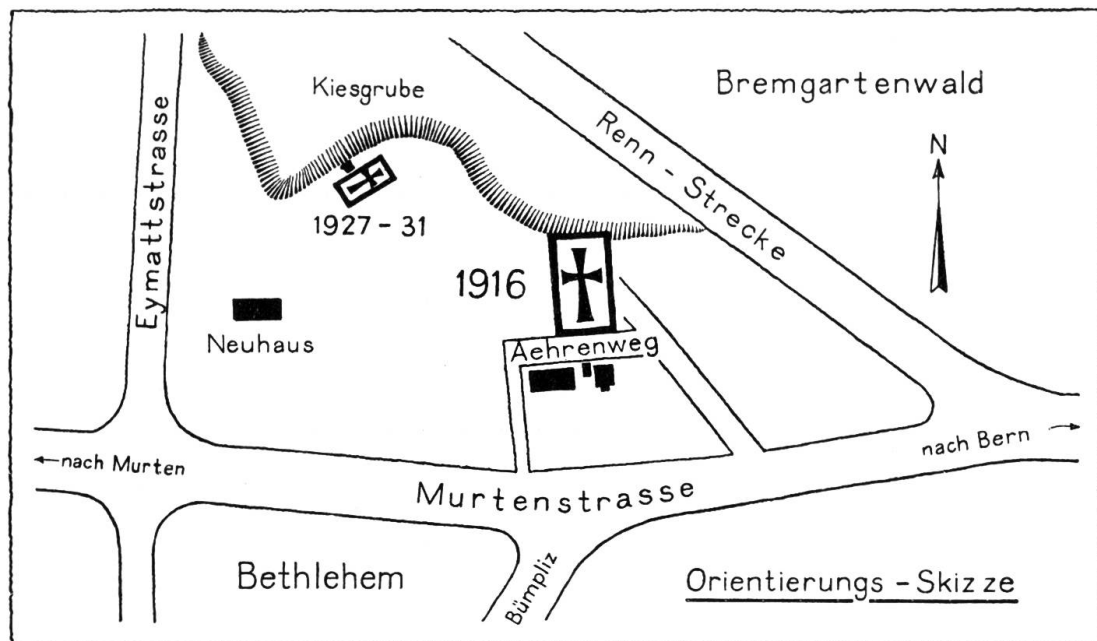 Kiesgrube
Bremgartenwald
Renn - Strecke
N
Eymattstrasse
1927 - 31
1916
Neuhaus
Aehrenweg
nach Murten
nach Bern
Murtenstrasse
Bethlehem
Bümpliz
Orientierungs - Skizze